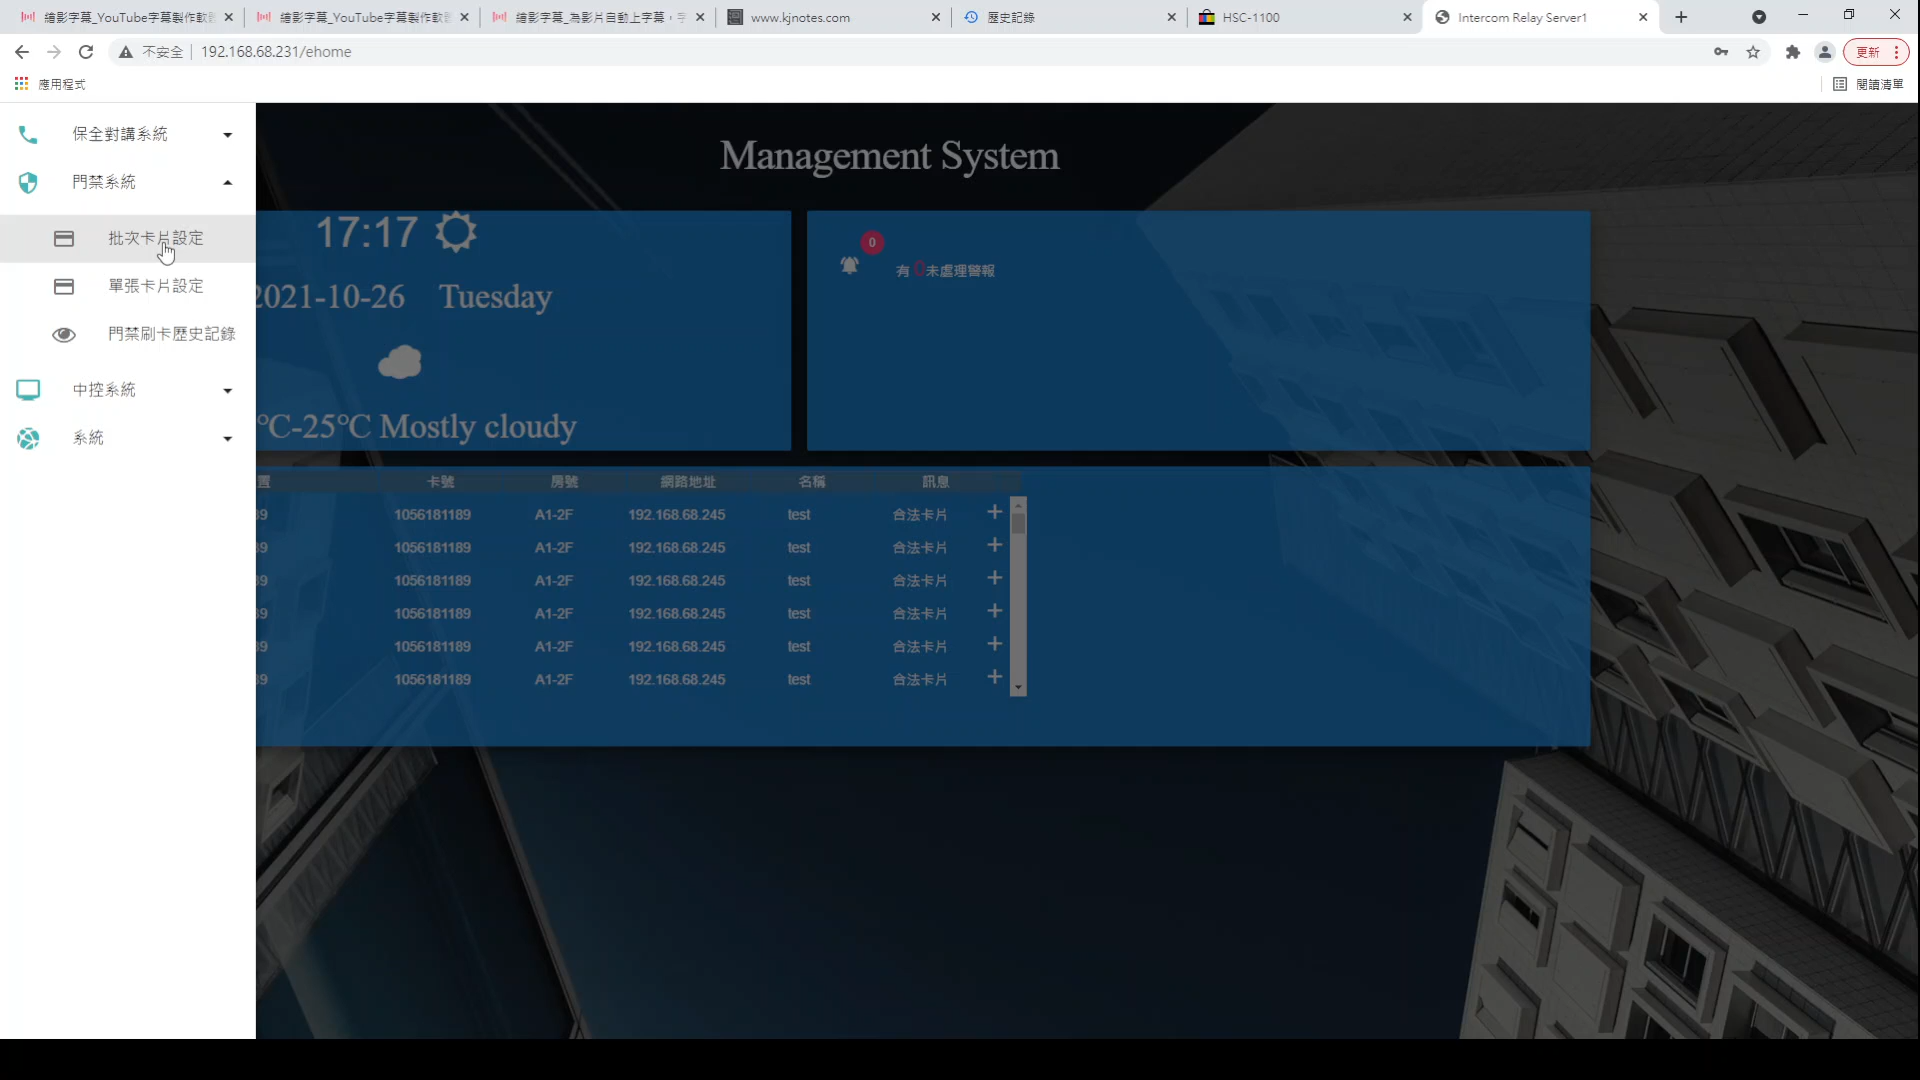 繪影字幕_YouTube字幕製作軟
繪影字幕_YouTube字幕製作軟
繪影字幕_為影片自動上字幕，字
www.kjnotes.com
歷史記錄
HSC-1100
Intercom Relay Server1
不安全
192.168.68.231/ehome
更新
應用程式
閱讀清單
保全對講系統
門禁系統
批次卡片設定
單張卡片設定
門禁刷卡歷史記錄
中控系統
系統
Management System
17:17
2021-10-26 Tuesday
°C-25°C Mostly cloudy
0
有 0未處理警報
置 卡號 房號 網路地址 名稱 訊息
39 1056181189 A1-2F 192.168.68.245 test 合法卡片 +
39 1056181189 A1-2F 192.168.68.245 test 合法卡片 +
39 1056181189 A1-2F 192.168.68.245 test 合法卡片 +
39 1056181189 A1-2F 192.168.68.245 test 合法卡片 +
39 1056181189 A1-2F 192.168.68.245 test 合法卡片 +
39 1056181189 A1-2F 192.168.68.245 test 合法卡片 +